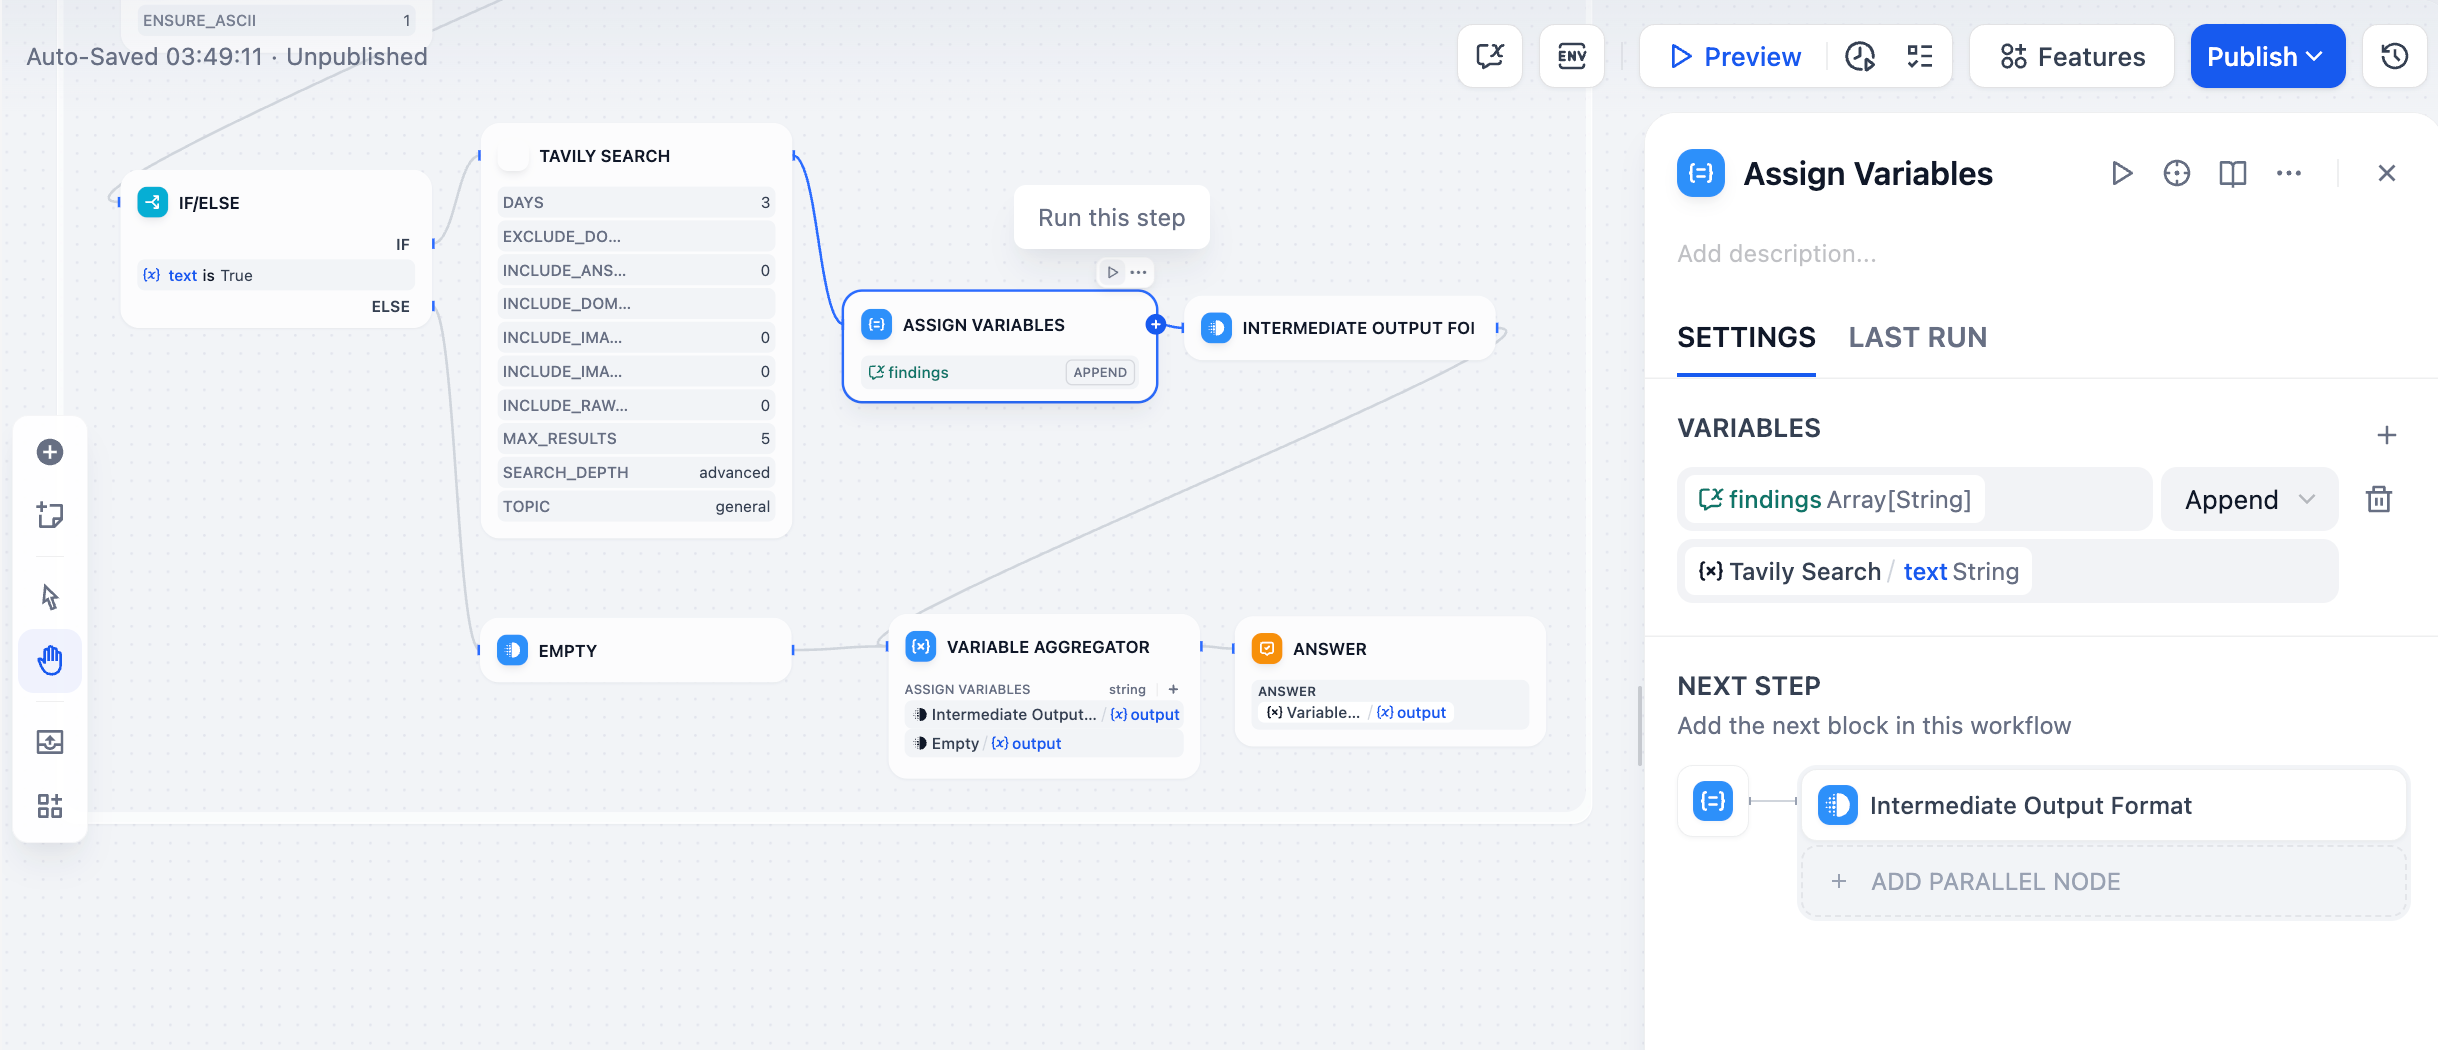 ENSURE_ASCII 1
Auto-Saved 03:49:11 · Unpublished
ENV
Preview
Features
Publish
IF/ELSE
IF
{x} text is True
ELSE
TAVILY SEARCH
DAYS 3
EXCLUDE_DO...
INCLUDE_ANS... 0
INCLUDE_DOM...
INCLUDE_IMA... 0
INCLUDE_IMA... 0
INCLUDE_RAW... 0
MAX_RESULTS 5
SEARCH_DEPTH advanced
TOPIC general
Run this step
ASSIGN VARIABLES
findings APPEND
INTERMEDIATE OUTPUT FOI
EMPTY
VARIABLE AGGREGATOR
ASSIGN VARIABLES string +
Intermediate Output... / {x} output
Empty / {x} output
ANSWER
ANSWER
{x} Variable... / {x} output
Assign Variables
Add description...
SETTINGS LAST RUN
VARIABLES
findings Array[String] Append
{x} Tavily Search / text String
NEXT STEP
Add the next block in this workflow
Intermediate Output Format
+ ADD PARALLEL NODE